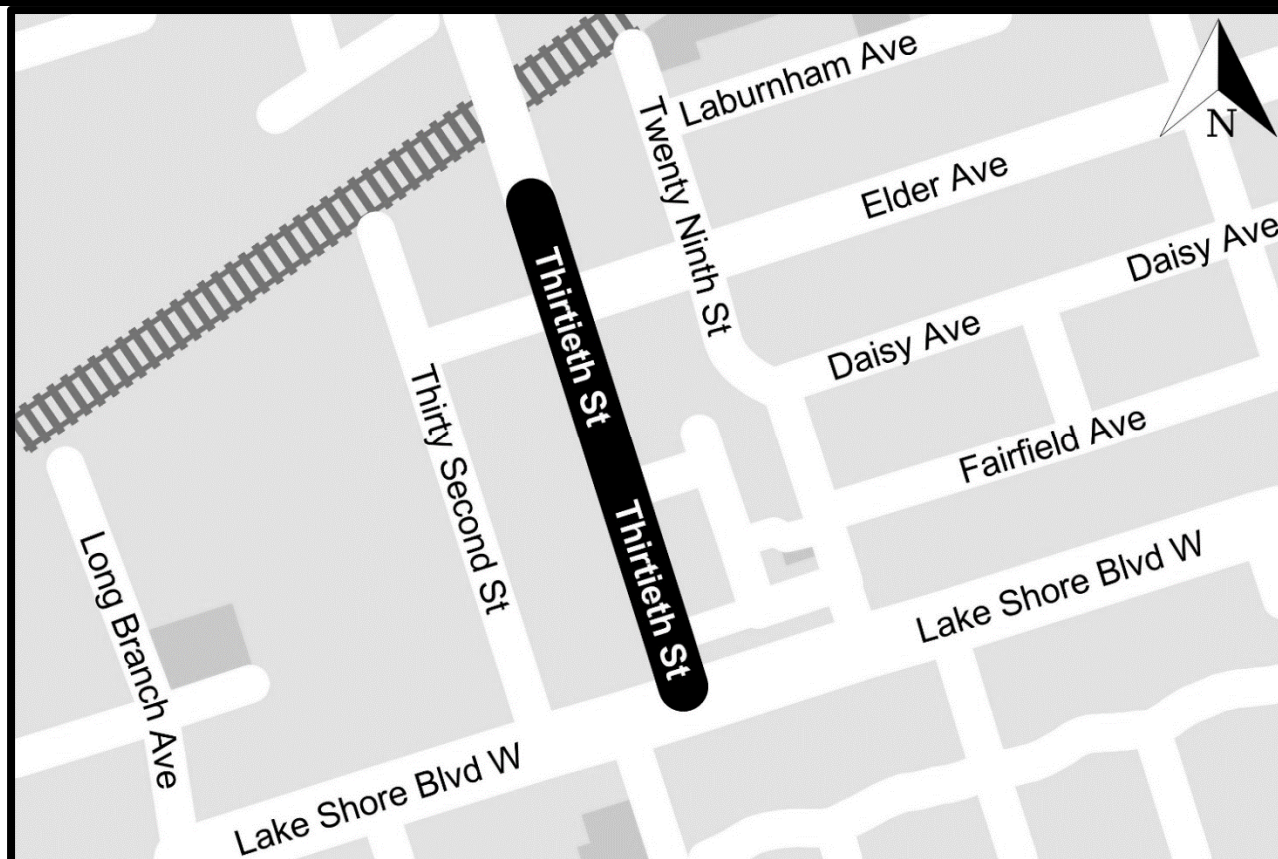 Laburnham Ave
N
Twenty Ninth St
Elder Ave
Daisy Ave
Thirtieth St
Daisy Ave
Thirty Second St
Fairfield Ave
Thirtieth St
Long Branch Ave
Lake Shore Blvd W
Lake Shore Blvd W